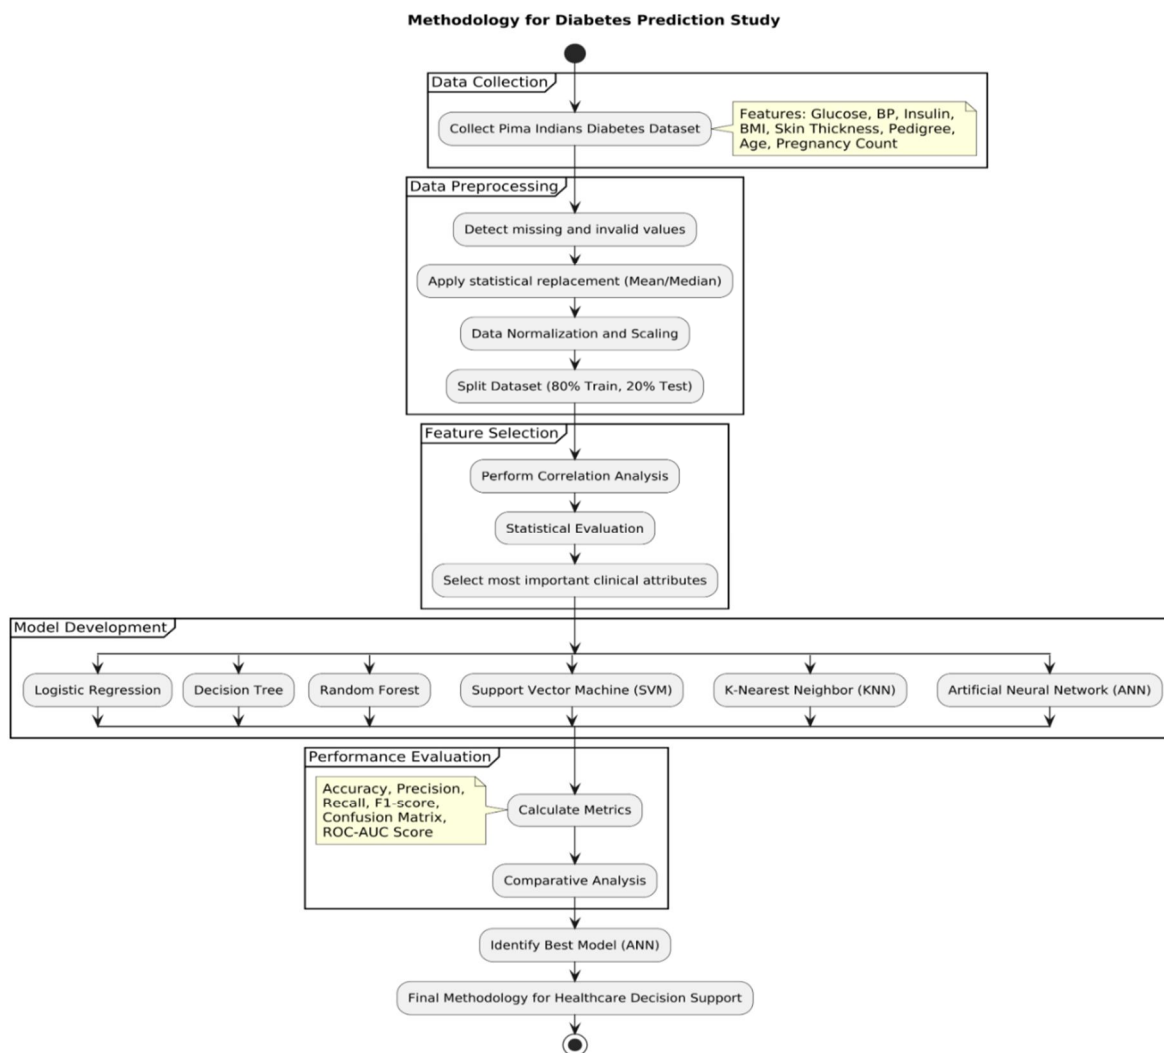 Methodology for Diabetes Prediction Study
Data Collection
Collect Pima Indians Diabetes Dataset
Features: Glucose, BP, Insulin,
BMI, Skin Thickness, Pedigree,
Age, Pregnancy Count
Data Preprocessing
Detect missing and invalid values
Apply statistical replacement (Mean/Median)
Data Normalization and Scaling
Split Dataset (80% Train, 20% Test)
Feature Selection
Perform Correlation Analysis
Statistical Evaluation
Select most important clinical attributes
Model Development
Logistic Regression
Decision Tree
Random Forest
Support Vector Machine (SVM)
K-Nearest Neighbor (KNN)
Artificial Neural Network (ANN)
Performance Evaluation
Accuracy, Precision,
Recall, F1-score,
Confusion Matrix,
ROC-AUC Score
Calculate Metrics
Comparative Analysis
Identify Best Model (ANN)
Final Methodology for Healthcare Decision Support